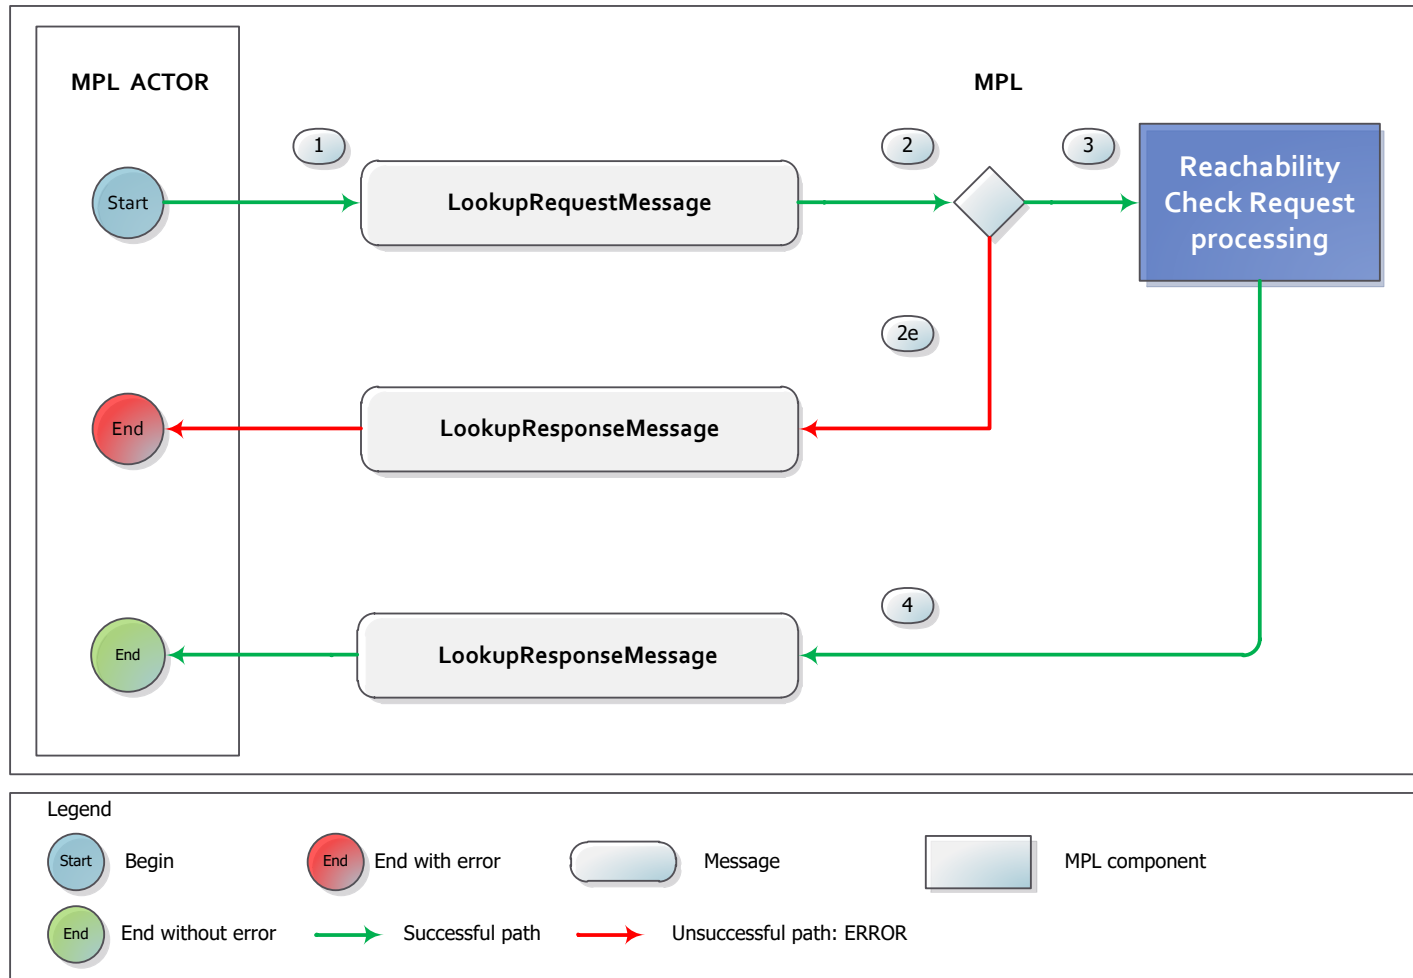 MPL ACTOR
MPL
1
2
3
Start
LookupRequestMessage
Reachability
Check Request
processing
2e
End
LookupResponseMessage
4
End
LookupResponseMessage
Legend
Start
Begin
End
End with error
Message
MPL component
End
End without error
Successful path
Unsuccessful path: ERROR